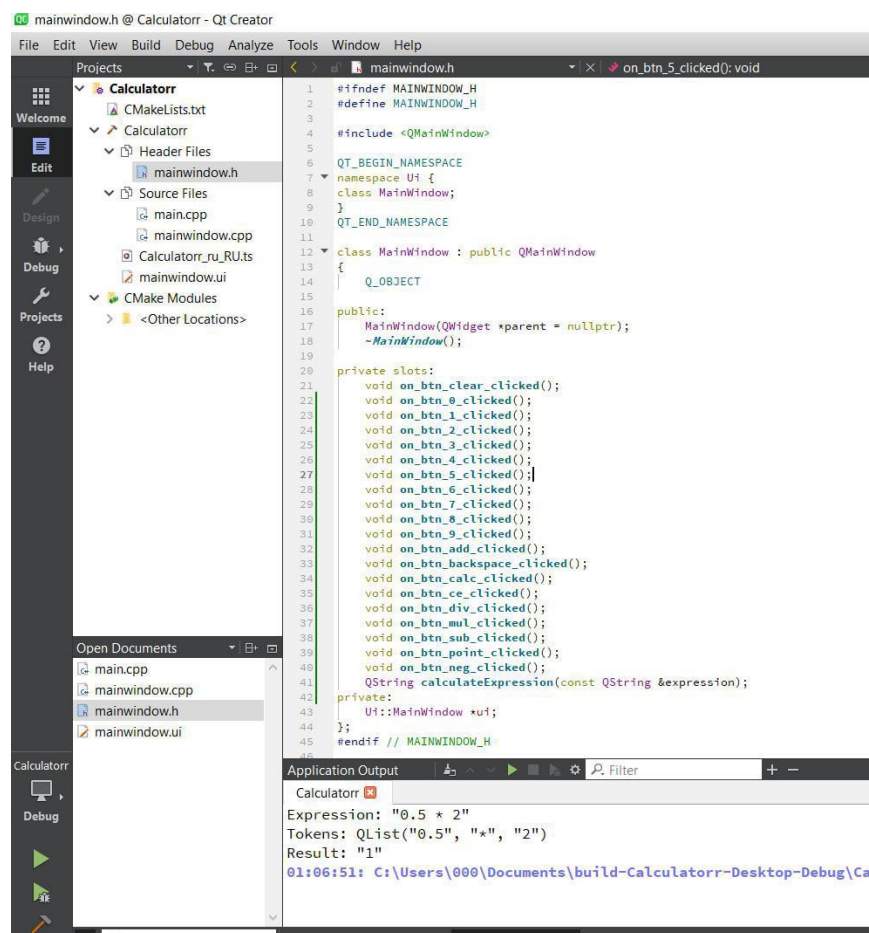 mainwindow.h @ Calculatorr - Qt Creator
File Edit View Build Debug Analyze Tools Window Help
Projects
mainwindow.h
on_btn_5_clicked(): void
Welcome
Edit
Design
Debug
Projects
Help
Calculatorr
CMakeLists.txt
Calculatorr
Header Files
mainwindow.h
Source Files
main.cpp
mainwindow.cpp
Calculatorr_ru_RU.ts
mainwindow.ui
CMake Modules
<Other Locations>
1 #ifndef MAINWINDOW_H
2 #define MAINWINDOW_H
3
4 #include <QMainWindow>
5
6 QT_BEGIN_NAMESPACE
7 namespace Ui {
8 class MainWindow;
9 }
10 QT_END_NAMESPACE
11
12 class MainWindow : public QMainWindow
13 {
14 Q_OBJECT
15
16 public:
17 MainWindow(QWidget *parent = nullptr);
18 ~MainWindow();
19
20 private slots:
21 void on_btn_clear_clicked();
22 void on_btn_0_clicked();
23 void on_btn_1_clicked();
24 void on_btn_2_clicked();
25 void on_btn_3_clicked();
26 void on_btn_4_clicked();
27 void on_btn_5_clicked();
28 void on_btn_6_clicked();
29 void on_btn_7_clicked();
30 void on_btn_8_clicked();
31 void on_btn_9_clicked();
32 void on_btn_add_clicked();
33 void on_btn_backspace_clicked();
34 void on_btn_calc_clicked();
35 void on_btn_ce_clicked();
36 void on_btn_div_clicked();
37 void on_btn_mul_clicked();
38 void on_btn_sub_clicked();
39 void on_btn_point_clicked();
40 void on_btn_neg_clicked();
41 QString calculateExpression(const QString &expression);
42 private:
43 Ui::MainWindow *ui;
44 };
45 #endif // MAINWINDOW_H
46
Open Documents
main.cpp
mainwindow.cpp
mainwindow.h
mainwindow.ui
Calculatorr
Debug
Application Output
Filter
Calculatorr
Expression: "0.5 * 2"
Tokens: QList("0.5", "*", "2")
Result: "1"
01:06:51: C:\Users\000\Documents\build-Calculatorr-Desktop-Debug\Ca